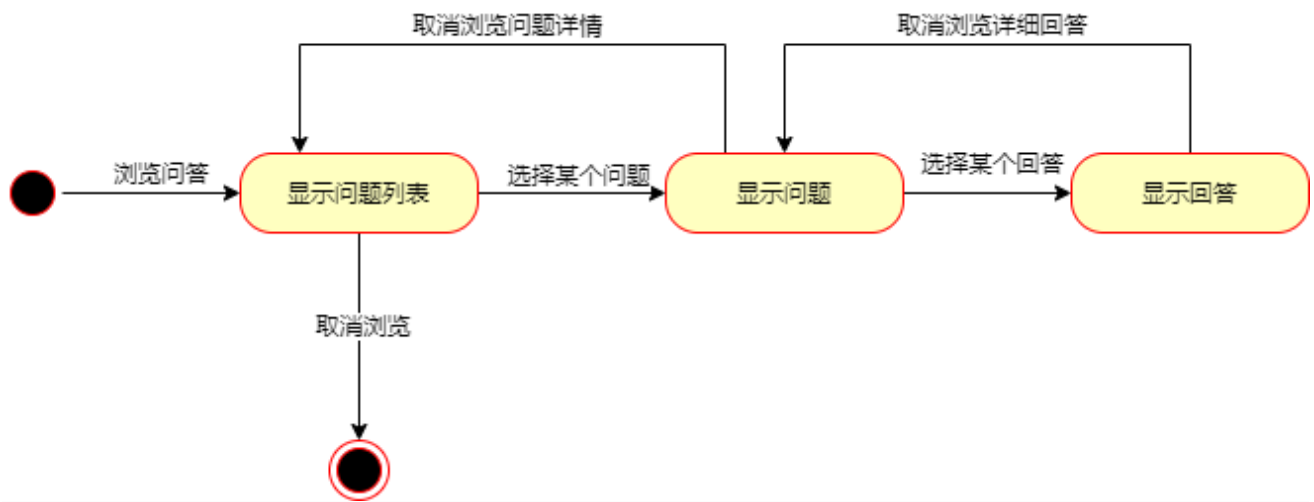 取消浏览问题详情
取消浏览详细回答
浏览问答
显示问题列表
选择某个问题
显示问题
选择某个回答
显示回答
取消浏览